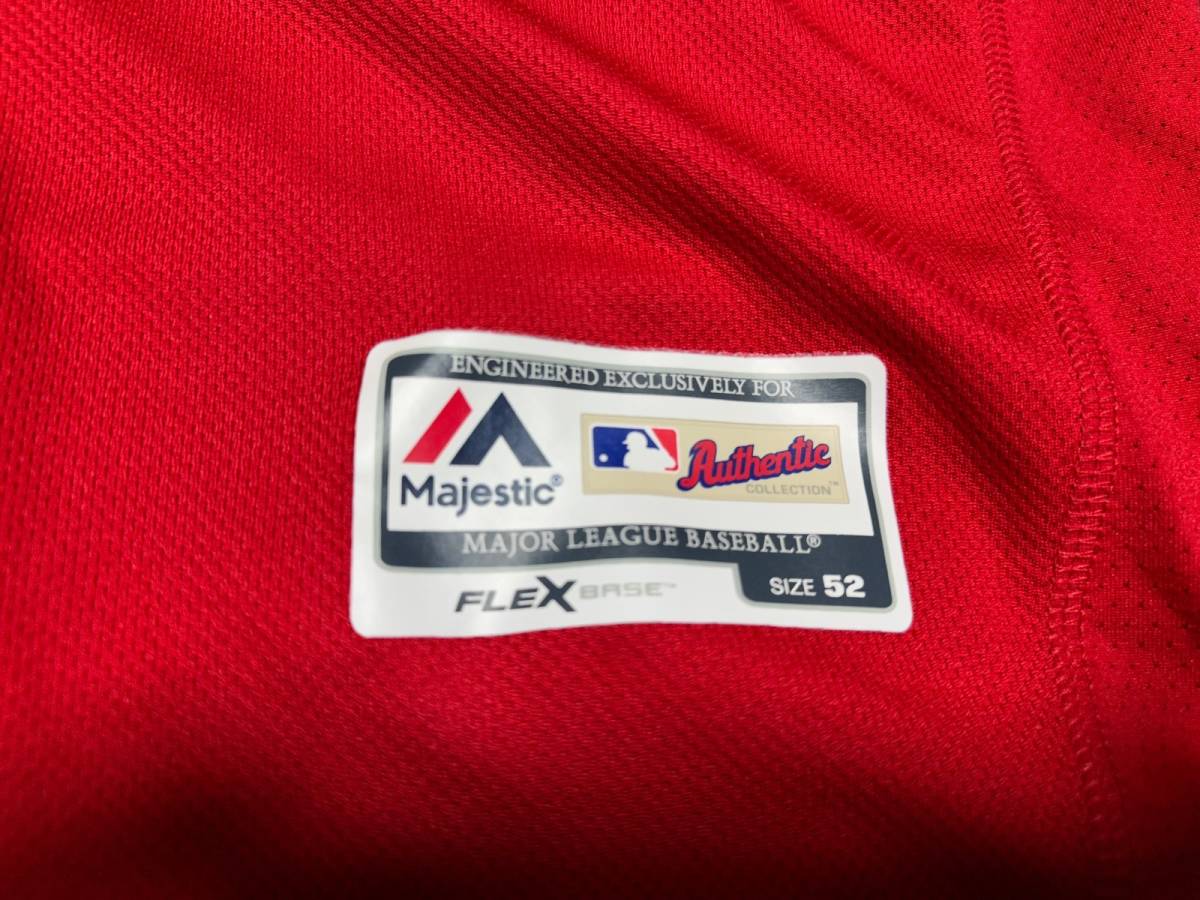 ENGINEERED EXCLUSIVELY FOR
Majestic®
Authentic
COLLECTION™
MAJOR LEAGUE BASEBALL®
FLEXBASE™
SIZE 52